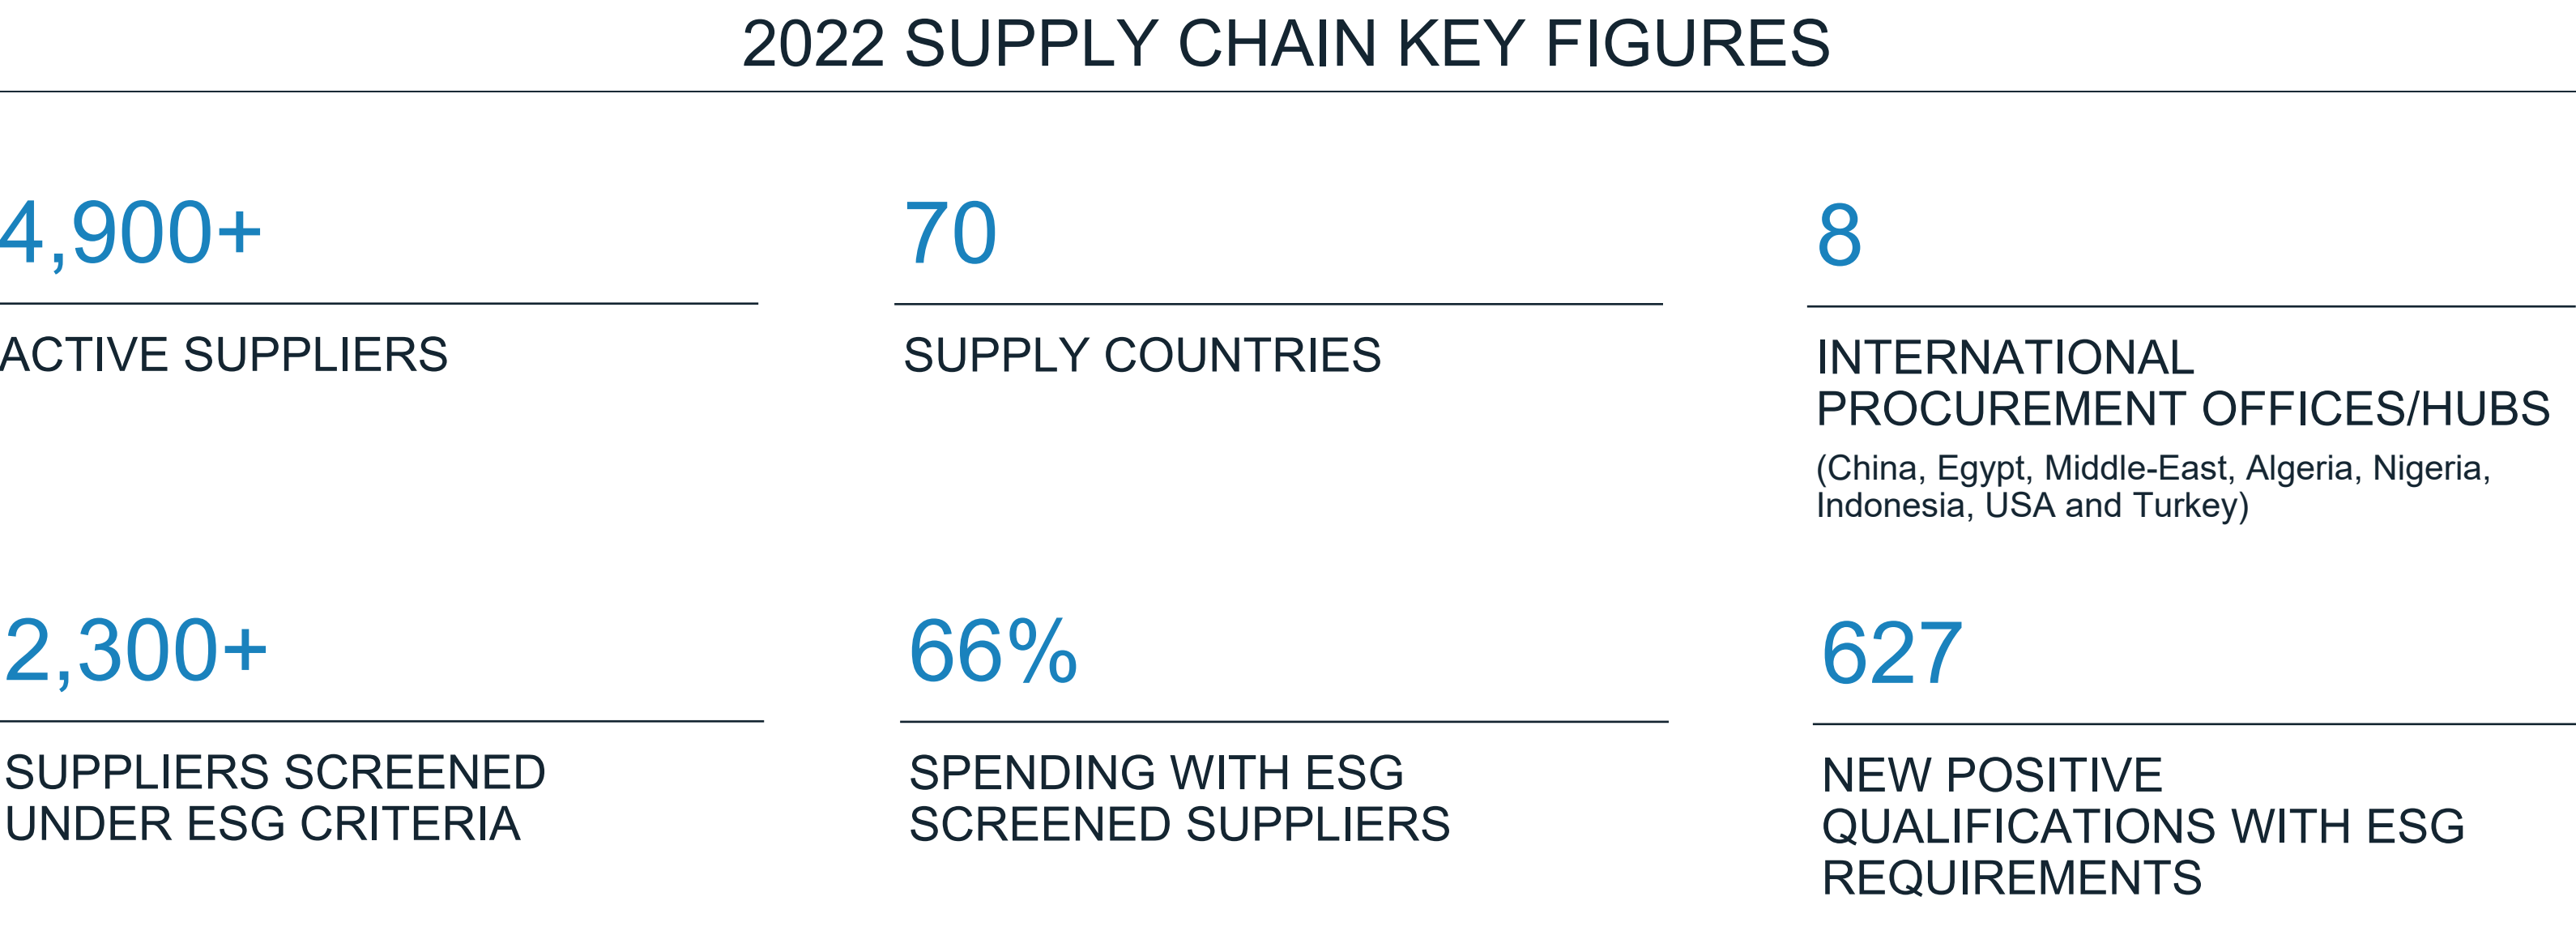 2022 SUPPLY CHAIN KEY FIGURES
4,900+
ACTIVE SUPPLIERS
70
SUPPLY COUNTRIES
8
INTERNATIONAL
PROCUREMENT OFFICES/HUBS
(China, Egypt, Middle-East, Algeria, Nigeria,
Indonesia, USA and Turkey)
2,300+
SUPPLIERS SCREENED
UNDER ESG CRITERIA
66%
SPENDING WITH ESG
SCREENED SUPPLIERS
627
NEW POSITIVE
QUALIFICATIONS WITH ESG
REQUIREMENTS